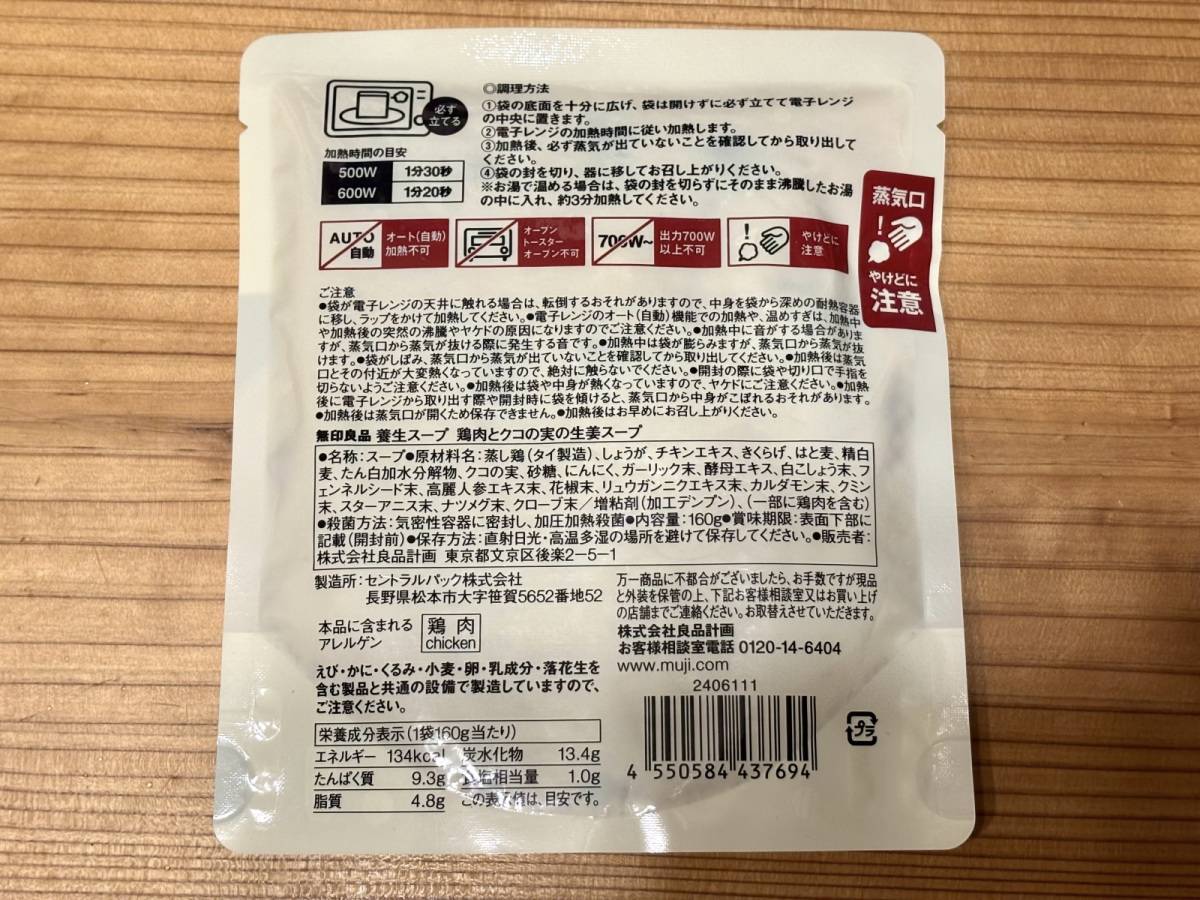 必ず
立てる
加熱時間の目安
500W 1分30秒
600W 1分20秒
◎調理方法
①袋の底面を十分に広げ、袋は開けずに必ず立てて電子レンジ
の中央に置きます。
②電子レンジの加熱時間に従い加熱します。
③加熱後、必ず蒸気が出ていないことを確認してから取り出して
ください。
④袋の封を切り、器に移してお召し上がりください。
※お湯で温める場合は、袋の封を切らずにそのまま沸騰したお湯
の中に入れ、約3分加熱してください。
蒸気口
!
やけどに
注意
AUTO
自動
オート(自動)
加熱不可
オーブン
トースター
オーブン不可
700W~
出力700W
以上不可
!
やけどに
注意
ご注意
●袋が電子レンジの天井に触れる場合は、転倒するおそれがありますので、中身を袋から深めの耐熱容器
に移し、ラップをかけて加熱してください。●電子レンジのオート(自動)機能での加熱や、温めすぎは、加熱中
や加熱後の突然の沸騰やヤケドの原因になりますのでご注意ください。●加熱中に音がする場合がありま
すが、蒸気口から蒸気が抜ける際に発生する音です。●加熱中は袋が膨らみますが、蒸気口から蒸気が抜
けます。●袋がしぼみ、蒸気口から蒸気が出ていないことを確認してから取り出してください。●加熱後は蒸気
口とその付近が大変熱くなっていますので、絶対に触らないでください。●開封の際に袋や切り口で手指を
切らないようご注意ください。●加熱後は袋や中身が熱くなっていますので、ヤケドにご注意ください。●加熱
後に電子レンジから取り出す際や開封時に袋を傾けると、蒸気口から中身がこぼれるおそれがあります。
●加熱後は蒸気口が開くため保存できません。●加熱後はお早めにお召し上がりください。
無印良品 養生スープ 鶏肉とクコの実の生姜スープ
●名称:スープ●原材料名:蒸し鶏(タイ製造)、しょうが、チキンエキス、きくらげ、はと麦、精白
麦、たん白加水分解物、クコの実、砂糖、にんにく、ガーリック末、酵母エキス、白こしょう末、フ
ェンネルシード末、高麗人参エキス末、花椒末、リュウガンニクエキス末、カルダモン末、クミン
末、スターアニス末、ナツメグ末、クローブ末/増粘剤(加工デンプン)、(一部に鶏肉を含む)
●殺菌方法:気密性容器に密封し、加圧加熱殺菌●内容量:160g●賞味期限:表面下部に
記載(開封前)●保存方法:直射日光・高温多湿の場所を避けて保存してください。●販売者:
株式会社良品計画 東京都文京区後楽2-5-1
製造所:セントラルパック株式会社
長野県松本市大字笹賀5652番地52
本品に含まれる
アレルゲン
鶏肉
chicken
えび・かに・くるみ・小麦・卵・乳成分・落花生を
含む製品と共通の設備で製造していますので、
ご注意ください。
栄養成分表示(1袋160g当たり)
エネルギー 134kcal 炭水化物 13.4g
たんぱく質 9.3g 食塩相当量 1.0g
脂質 4.8g この表示値は、目安です。
万一商品に不都合がございましたら、お手数ですが現品
と外装を保管の上、下記お客様相談室又はお買い上げ
の店舗までご連絡ください。お取替えさせていただきます。
株式会社良品計画
お客様相談室電話 0120-14-6404
www.muji.com
2406111
4 550584 437694
プラ